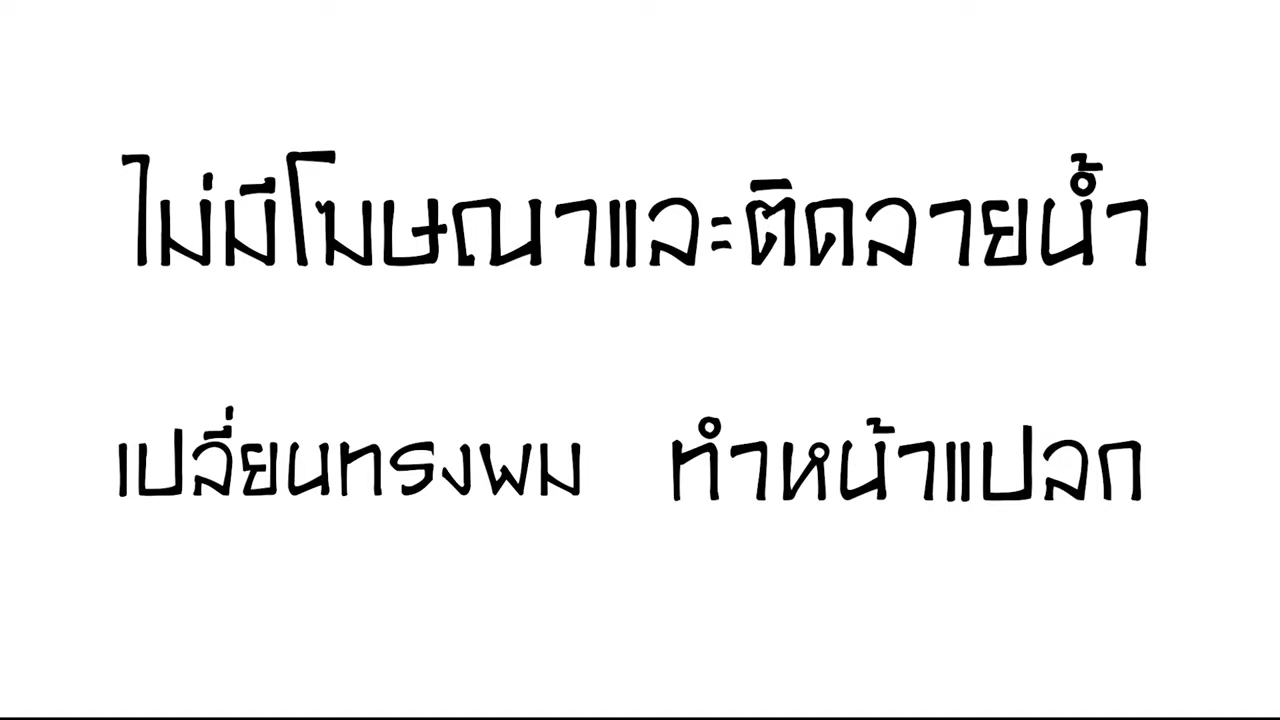 ไม่มีโฆษณาและติดลายน้ำ
เปลี่ยนทรงผม ทำหน้าแปลก